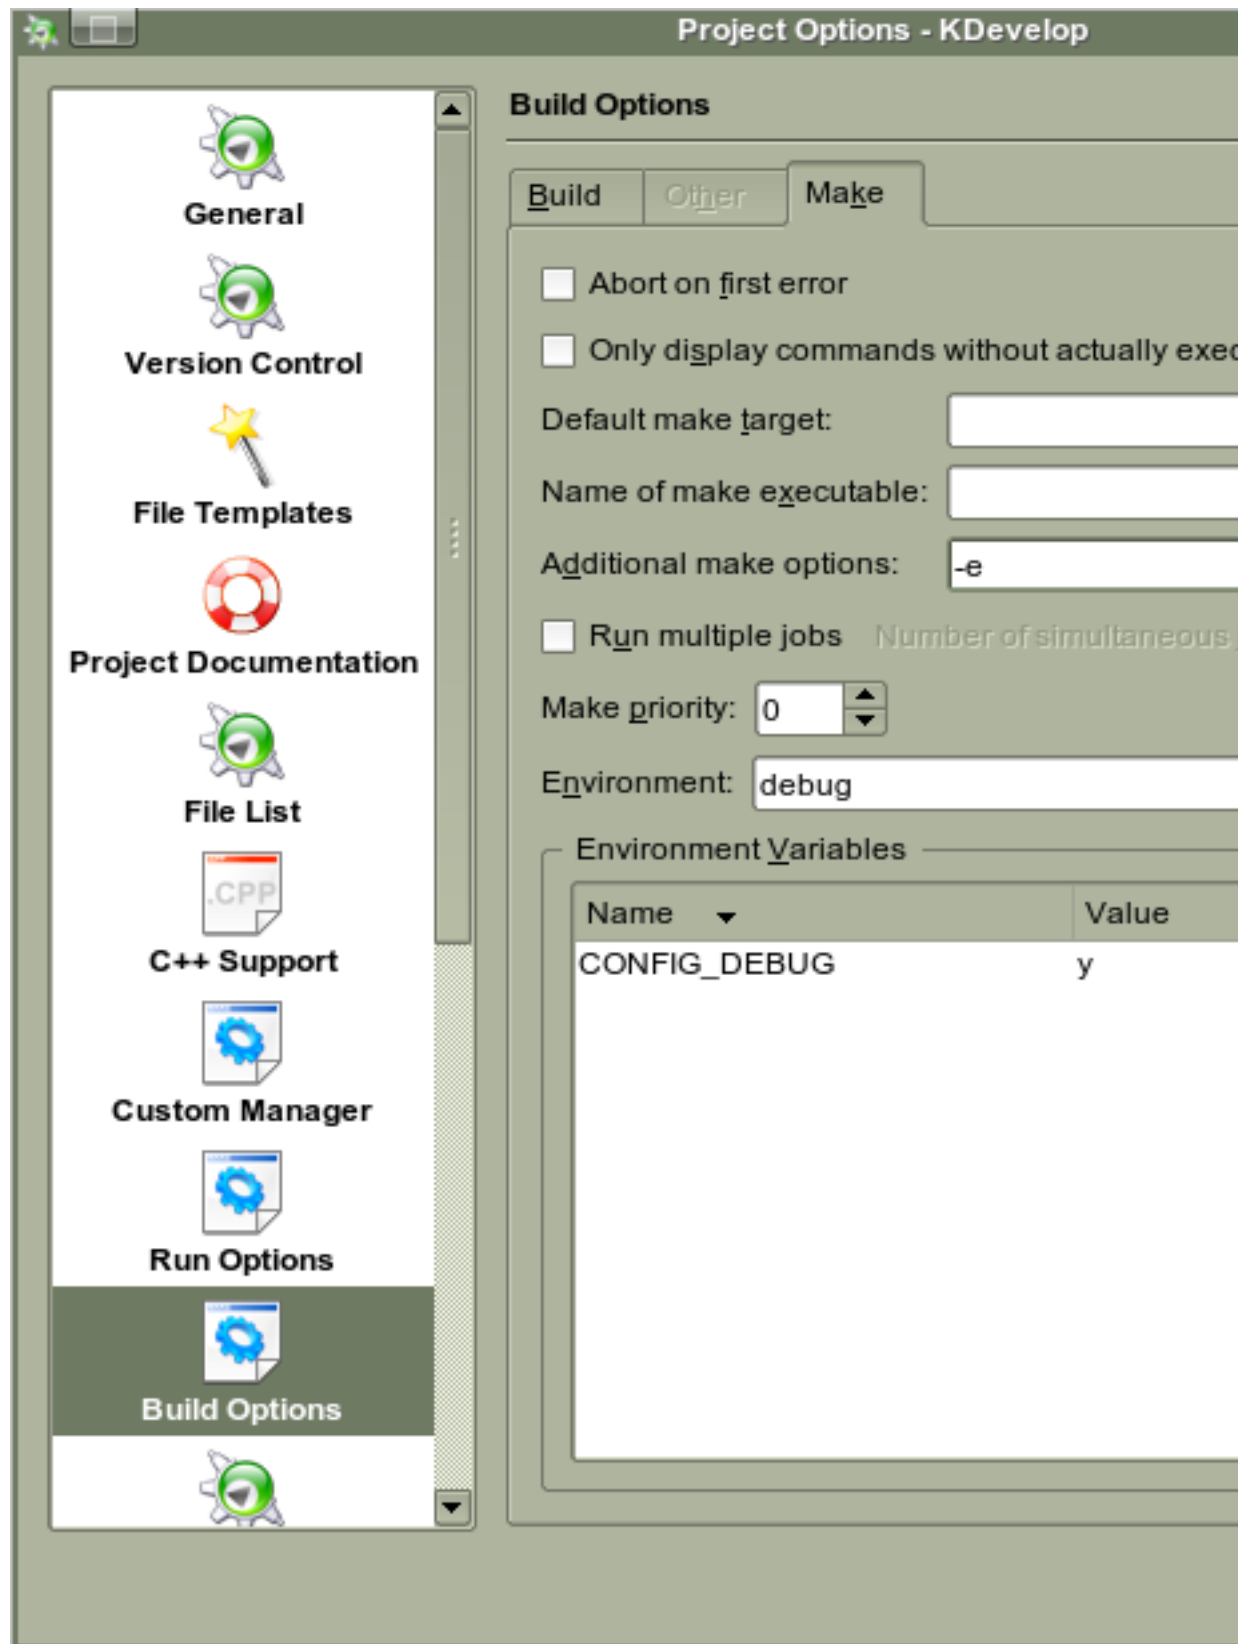 Project Options - KDevelop
General
Version Control
File Templates
Project Documentation
File List
.CPP
C++ Support
Custom Manager
Run Options
Build Options
Build Options
Build Other Make
Abort on first error
Only display commands without actually exec
Default make target:
Name of make executable:
Additional make options: -e
Run multiple jobs Number of simultaneous
Make priority: 0
Environment: debug
Environment Variables
Name Value
CONFIG_DEBUG y